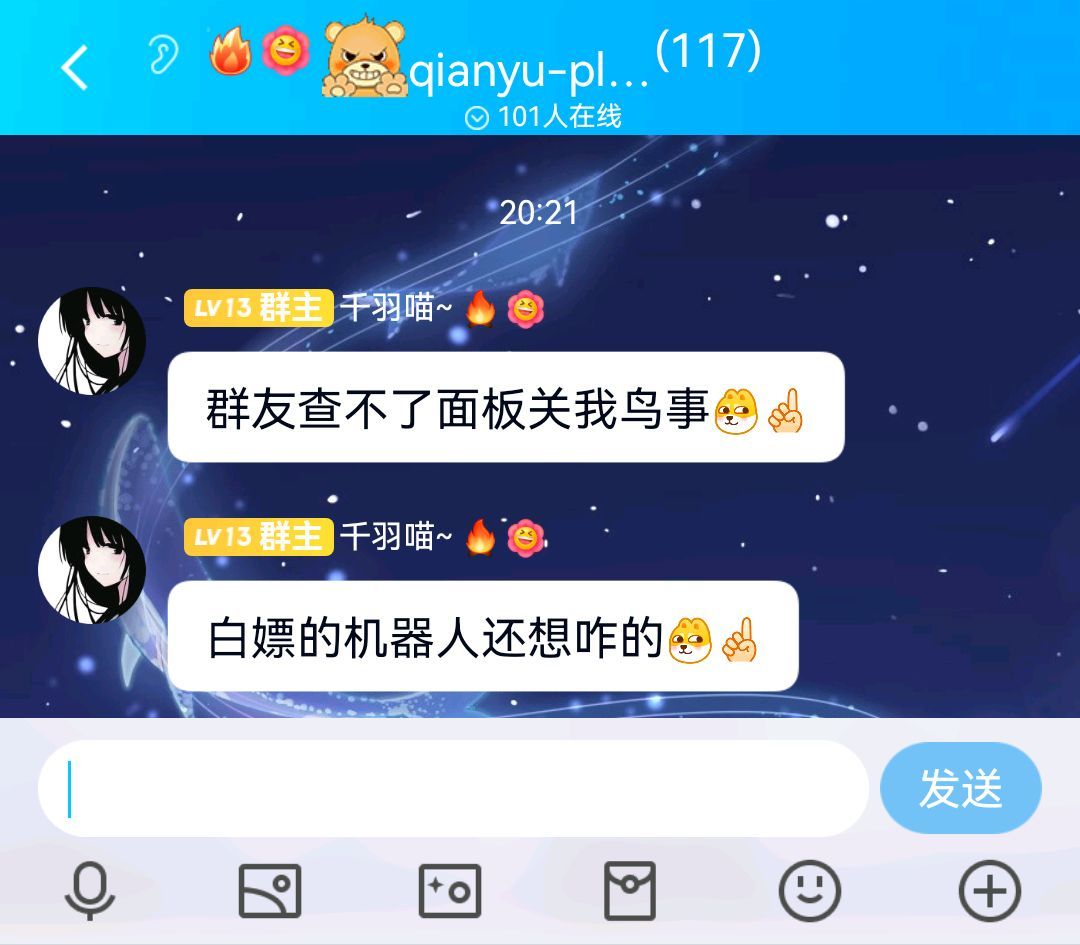 qianyu-pl...(117)
101人在线
20:21
LV13 群主 千羽喵~
群友查不了面板关我鸟事
LV13 群主 千羽喵~
白嫖的机器人还想咋的
发送